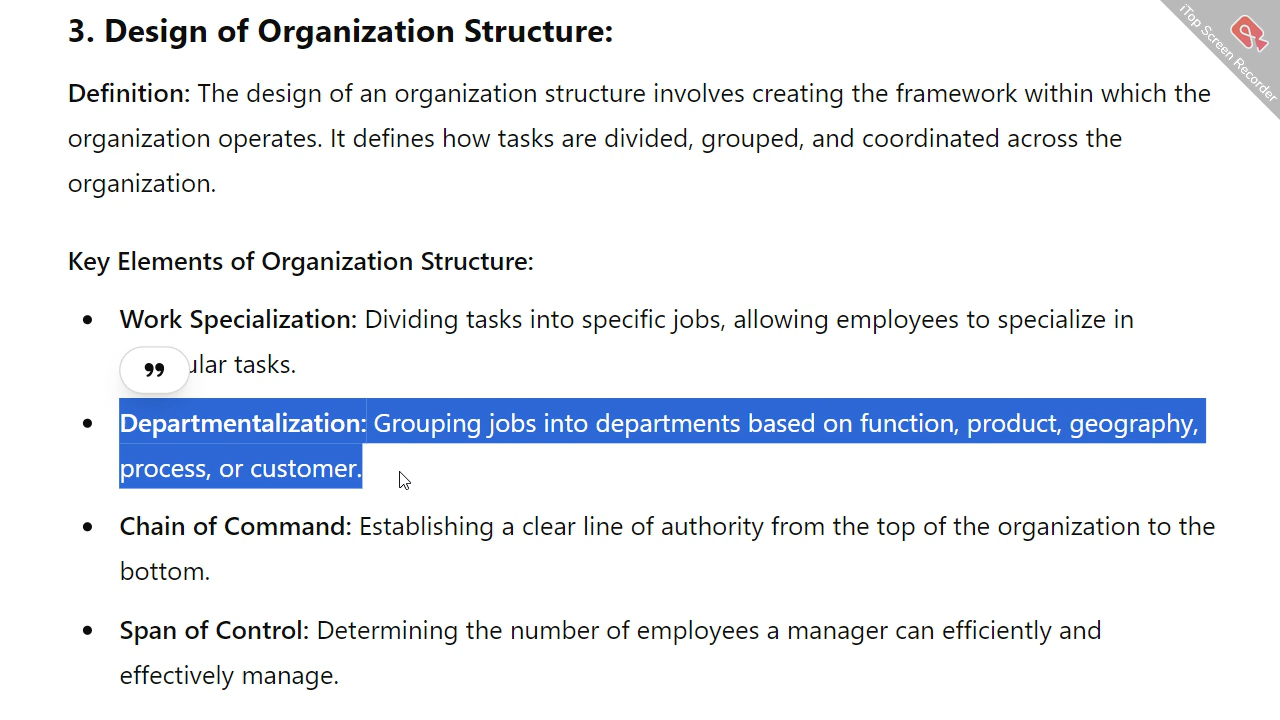 3. Design of Organization Structure:
iTop Screen Recorder
Definition: The design of an organization structure involves creating the framework within which the
organization operates. It defines how tasks are divided, grouped, and coordinated across the
organization.
Key Elements of Organization Structure:
• Work Specialization: Dividing tasks into specific jobs, allowing employees to specialize in
ular tasks.
• Departmentalization: Grouping jobs into departments based on function, product, geography,
process, or customer.
• Chain of Command: Establishing a clear line of authority from the top of the organization to the
bottom.
• Span of Control: Determining the number of employees a manager can efficiently and
effectively manage.